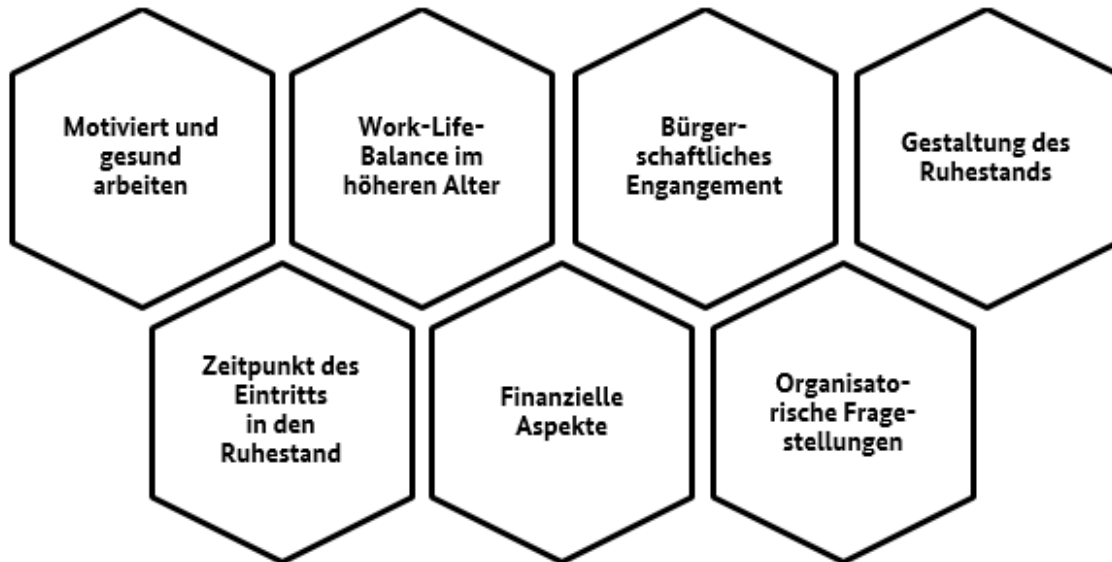 Motiviert und
gesund
arbeiten
Work-Life-
Balance im
höheren Alter
Bürger-
schaftliches
Engangement
Gestaltung des
Ruhestands
Zeitpunkt des
Eintritts
in den
Ruhestand
Finanzielle
Aspekte
Organisato-
rische Frage-
stellungen